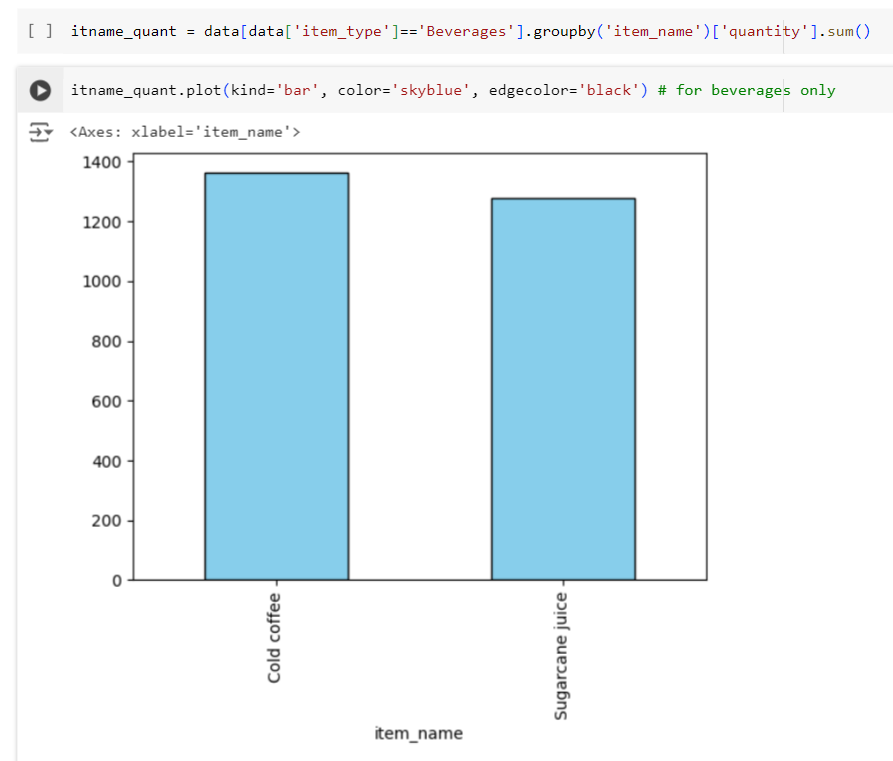 [ ] itname_quant = data[data['item_type']=='Beverages'].groupby('item_name')['quantity'].sum()
itname_quant.plot(kind='bar', color='skyblue', edgecolor='black') # for beverages only
<Axes: xlabel='item_name'>
1400
1200
1000
800
600
400
200
0
Cold coffee
Sugarcane juice
item_name